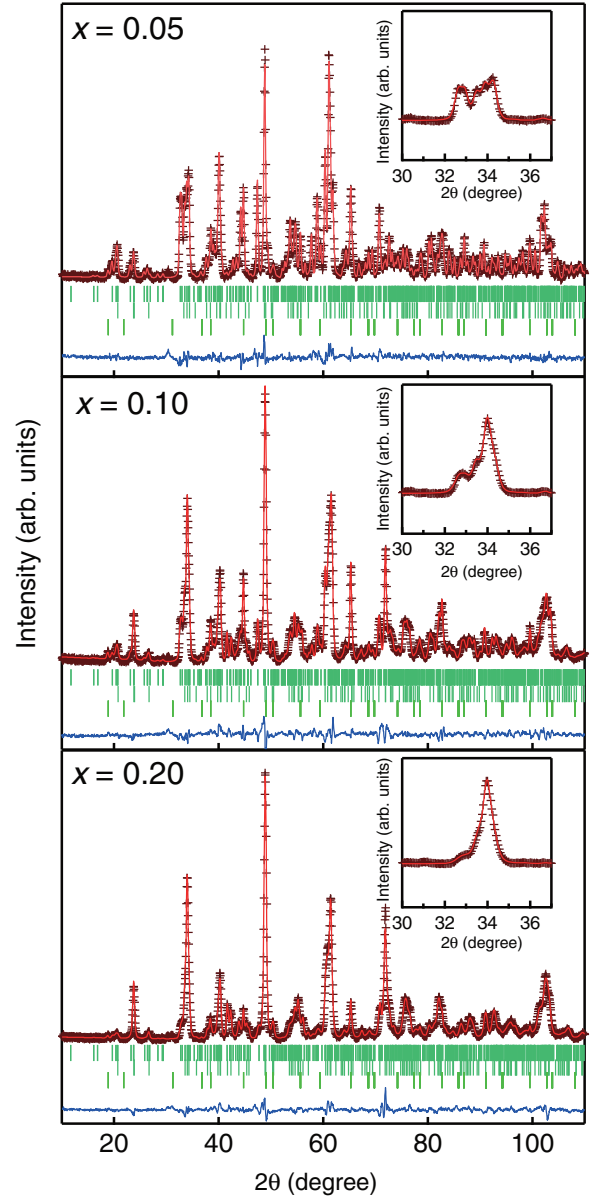 x = 0.05
Intensity (arb. units)
30 32 34 36
2θ (degree)
x = 0.10
Intensity (arb. units)
30 32 34 36
2θ (degree)
Intensity (arb. units)
x = 0.20
Intensity (arb. units)
30 32 34 36
2θ (degree)
20 40 60 80 100
2θ (degree)